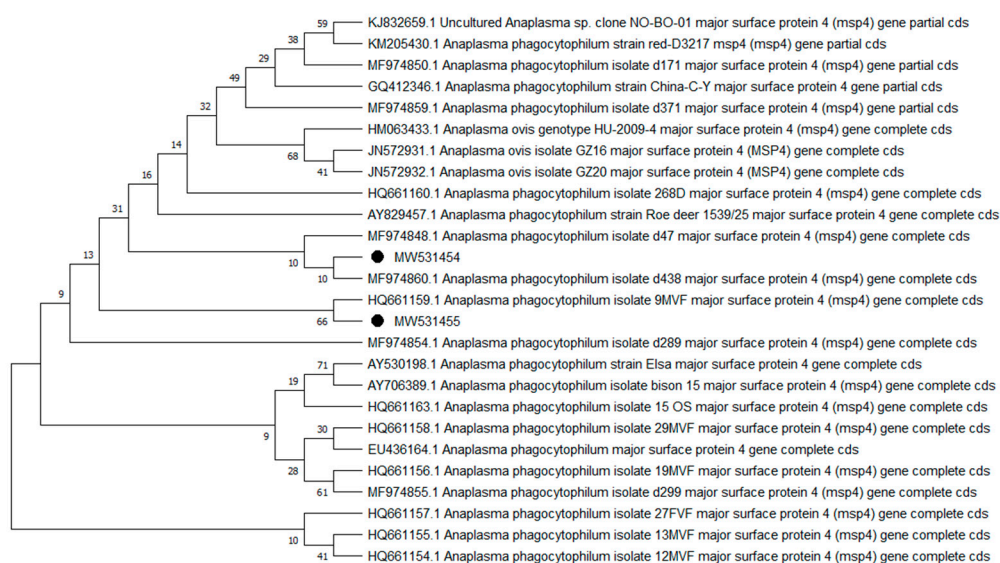 59 KJ832659.1 Uncultured Anaplasma sp. clone NO-BO-01 major surface protein 4 (msp4) gene partial cds
38 KM205430.1 Anaplasma phagocytophilum strain red-D3217 msp4 (msp4) gene partial cds
29 MF974850.1 Anaplasma phagocytophilum isolate d171 major surface protein 4 (msp4) gene partial cds
49 GQ412346.1 Anaplasma phagocytophilum strain China-C-Y major surface protein 4 gene partial cds
32 MF974859.1 Anaplasma phagocytophilum isolate d371 major surface protein 4 (msp4) gene partial cds
HM063433.1 Anaplasma ovis genotype HU-2009-4 major surface protein 4 (msp4) gene complete cds
14 68 JN572931.1 Anaplasma ovis isolate GZ16 major surface protein 4 (MSP4) gene complete cds
41 JN572932.1 Anaplasma ovis isolate GZ20 major surface protein 4 (MSP4) gene complete cds
16 HQ661160.1 Anaplasma phagocytophilum isolate 268D major surface protein 4 (msp4) gene complete cds
31 AY829457.1 Anaplasma phagocytophilum strain Roe deer 1539/25 major surface protein 4 gene complete cds
MF974848.1 Anaplasma phagocytophilum isolate d47 major surface protein 4 (msp4) gene complete cds
13 10 MW531454
10 MF974860.1 Anaplasma phagocytophilum isolate d438 major surface protein 4 (msp4) gene complete cds
9 HQ661159.1 Anaplasma phagocytophilum isolate 9MVF major surface protein 4 (msp4) gene complete cds
66 MW531455
MF974854.1 Anaplasma phagocytophilum isolate d289 major surface protein 4 (msp4) gene complete cds
71 AY530198.1 Anaplasma phagocytophilum strain Elsa major surface protein 4 gene complete cds
19 AY706389.1 Anaplasma phagocytophilum isolate bison 15 major surface protein 4 (msp4) gene complete cds
HQ661163.1 Anaplasma phagocytophilum isolate 15 OS major surface protein 4 (msp4) gene complete cds
9 30 HQ661158.1 Anaplasma phagocytophilum isolate 29MVF major surface protein 4 (msp4) gene complete cds
EU436164.1 Anaplasma phagocytophilum major surface protein 4 gene complete cds
28 HQ661156.1 Anaplasma phagocytophilum isolate 19MVF major surface protein 4 (msp4) gene complete cds
61 MF974855.1 Anaplasma phagocytophilum isolate d299 major surface protein 4 (msp4) gene complete cds
HQ661157.1 Anaplasma phagocytophilum isolate 27FVF major surface protein 4 (msp4) gene complete cds
10 HQ661155.1 Anaplasma phagocytophilum isolate 13MVF major surface protein 4 (msp4) gene complete cds
41 HQ661154.1 Anaplasma phagocytophilum isolate 12MVF major surface protein 4 (msp4) gene complete cds